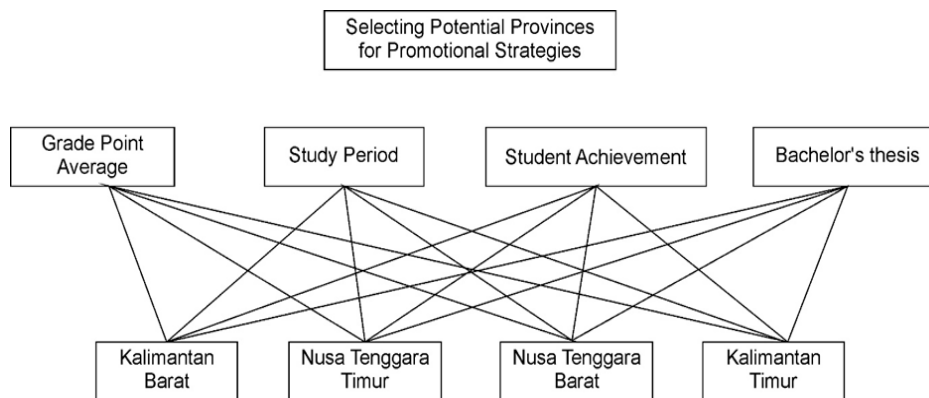 Selecting Potential Provinces
for Promotional Strategies
Grade Point
Average
Study Period
Student Achievement
Bachelor's thesis
Kalimantan
Barat
Nusa Tenggara
Timur
Nusa Tenggara
Barat
Kalimantan
Timur